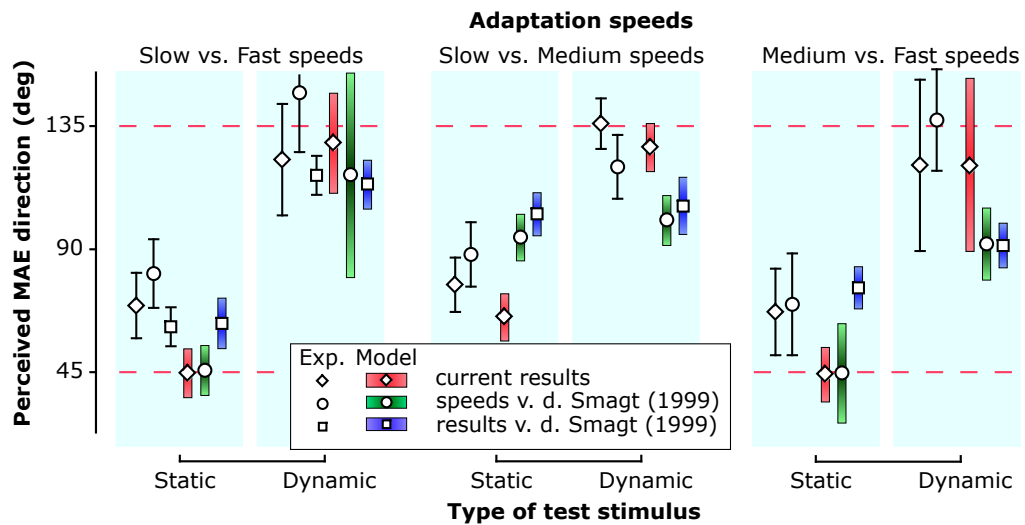 Adaptation speeds
Slow vs. Fast speeds
Slow vs. Medium speeds
Medium vs. Fast speeds
Perceived MAE direction (deg)
135
90
45
Exp. Model
current results
speeds v. d. Smagt (1999)
results v. d. Smagt (1999)
Static
Dynamic
Static
Dynamic
Static
Dynamic
Type of test stimulus